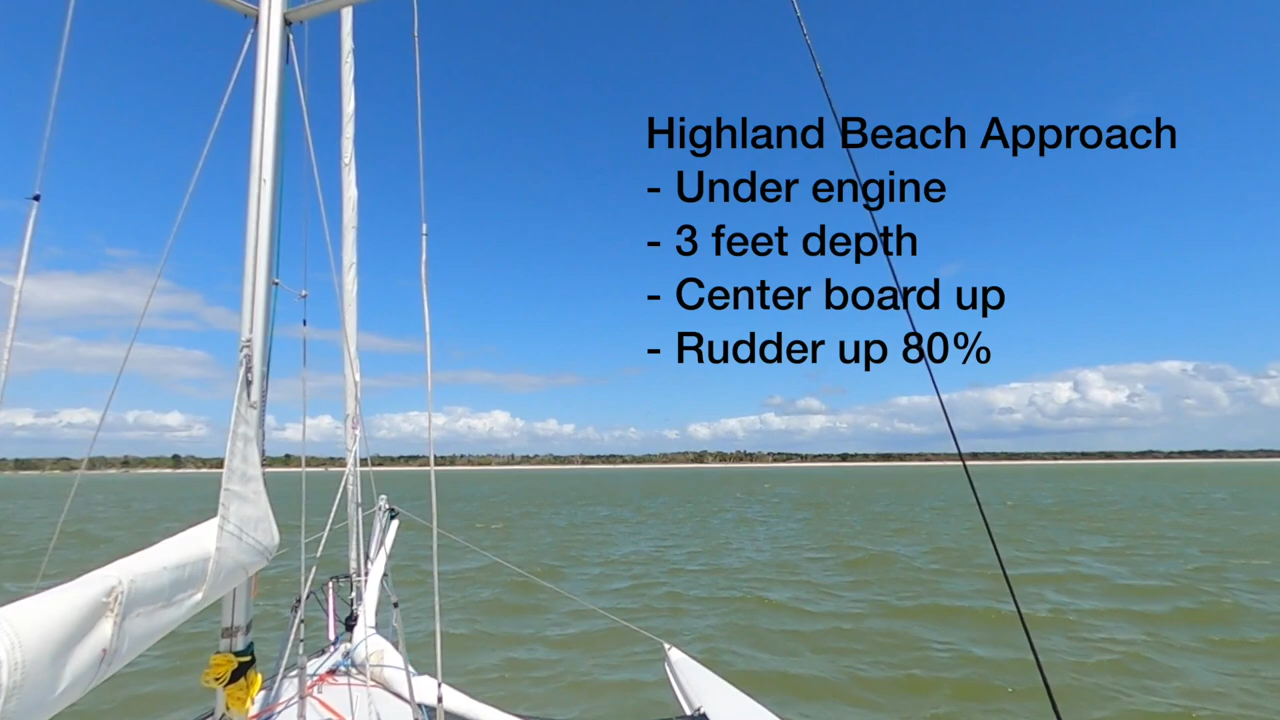 Highland Beach Approach
- Under engine
- 3 feet depth
- Center board up
- Rudder up 80%